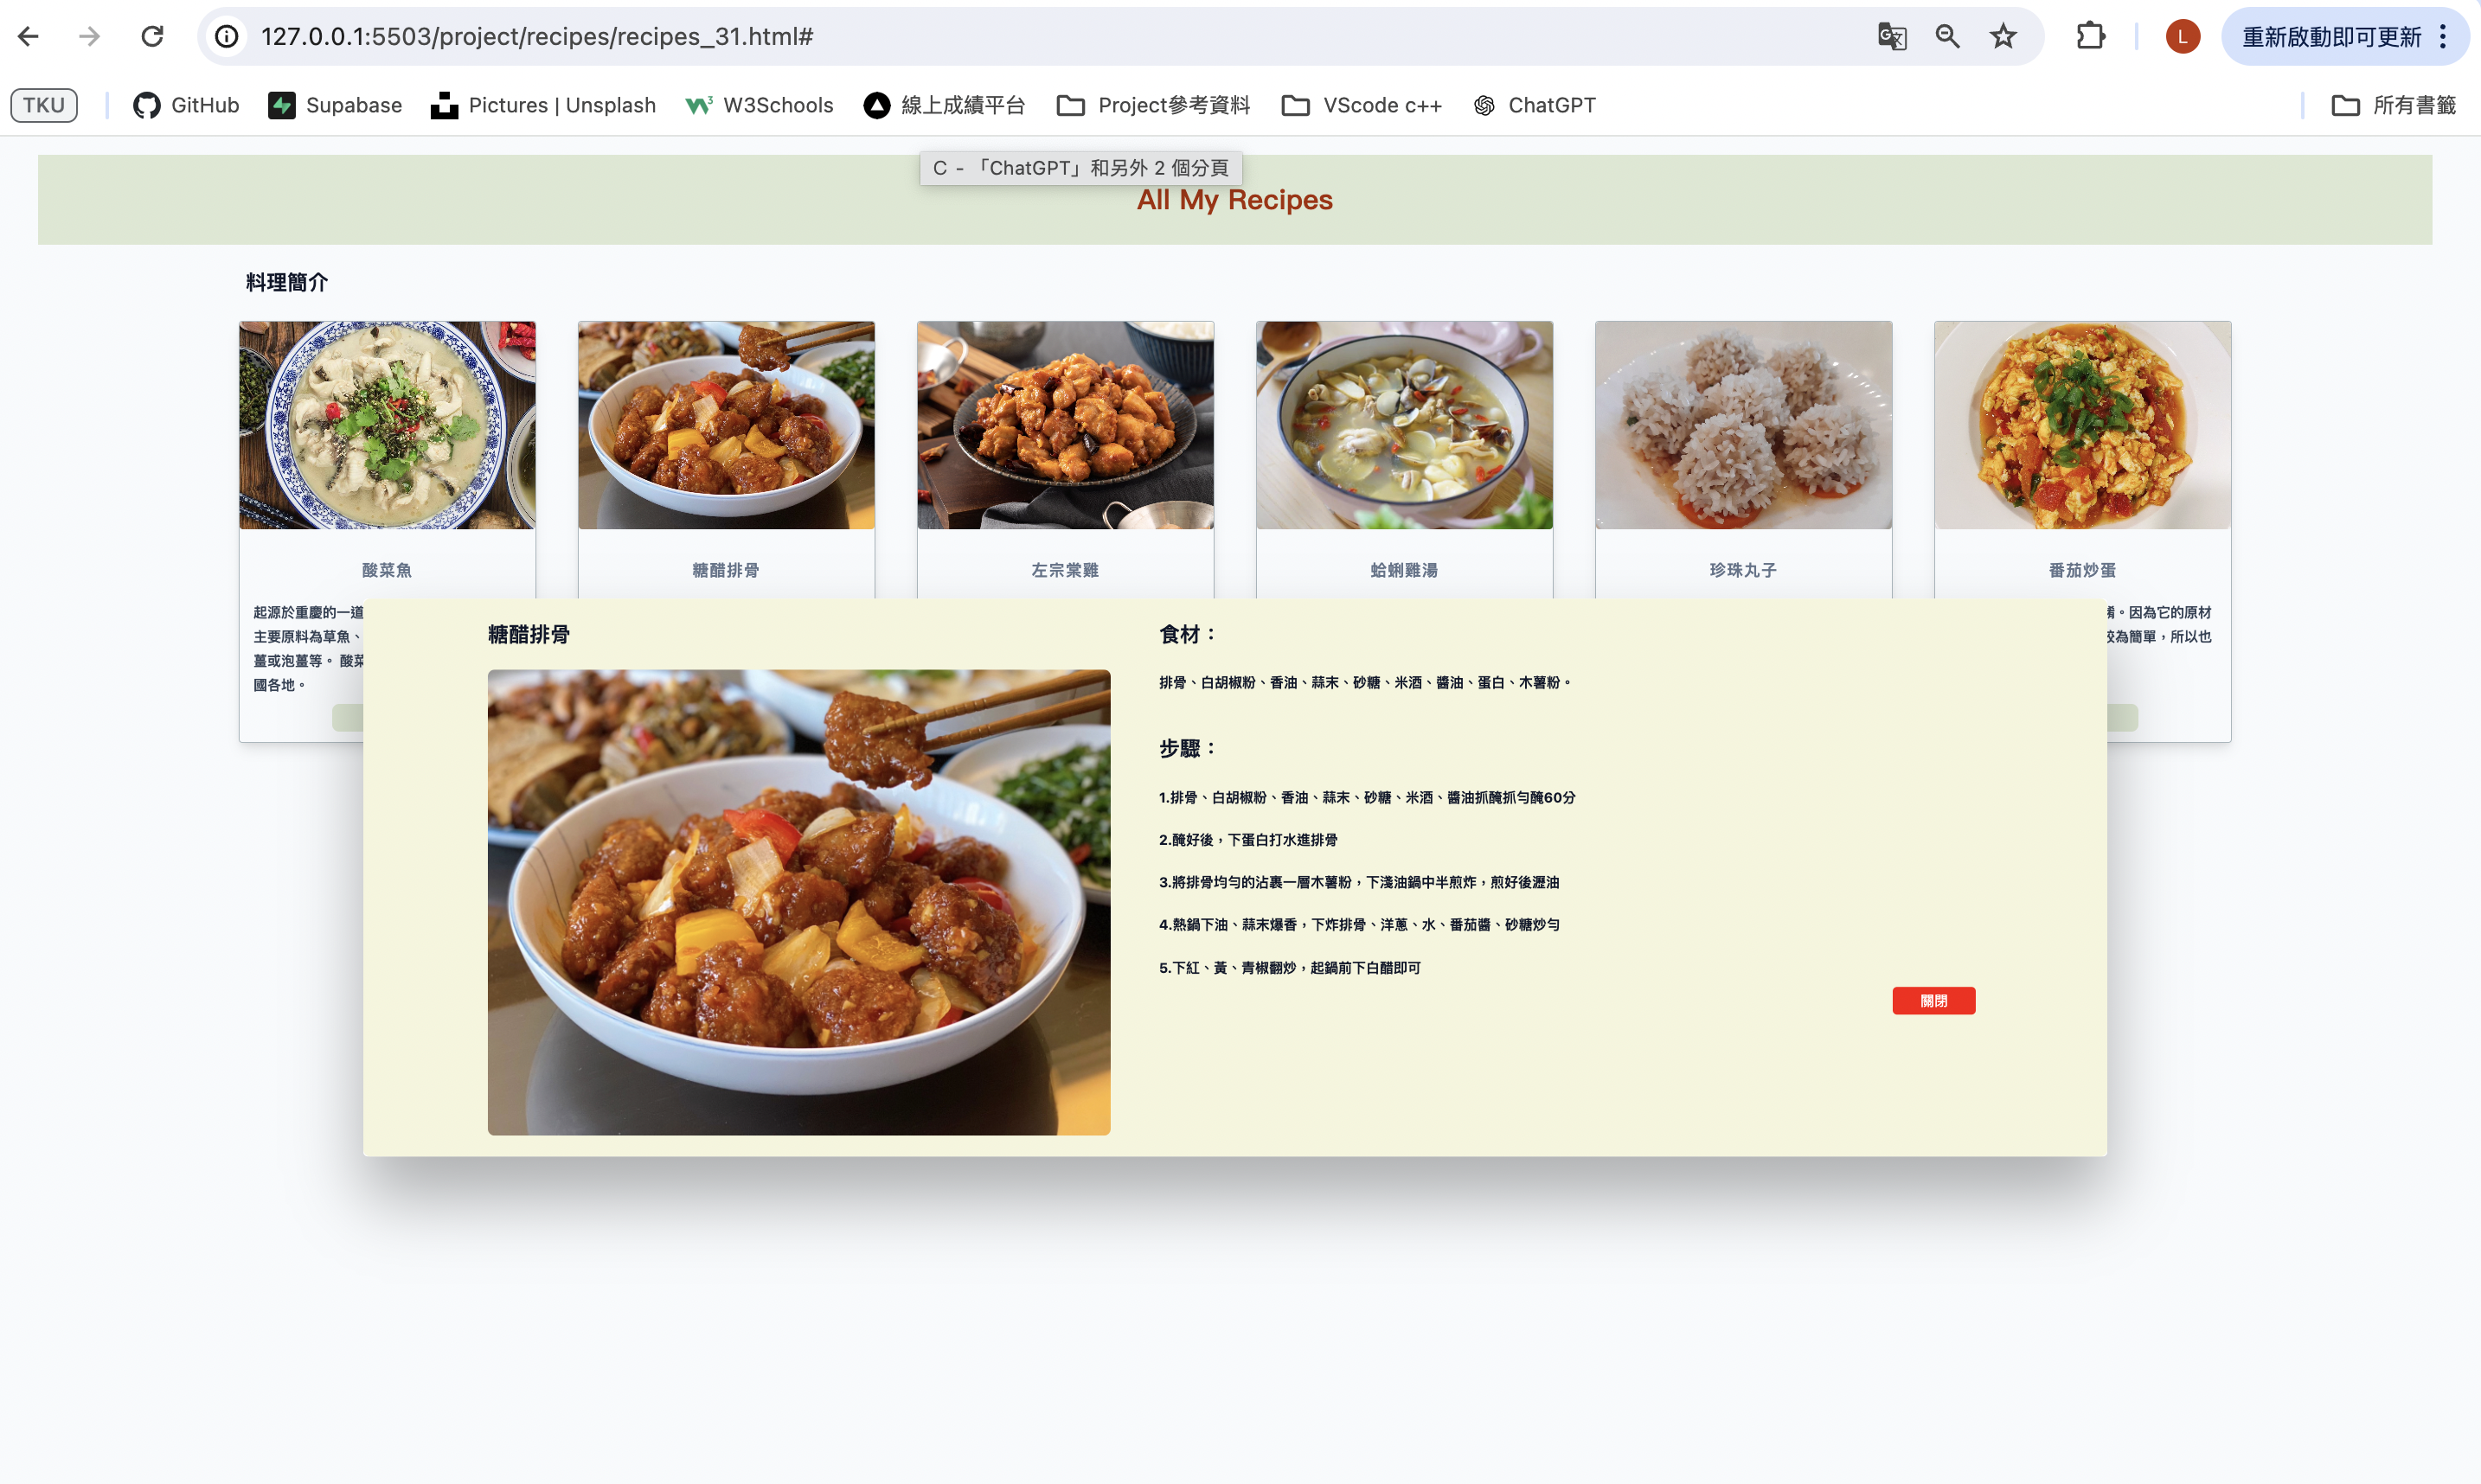 127.0.0.1:5503/project/recipes/recipes_31.html#
L
重新啟動即可更新
TKU
GitHub
Supabase
Pictures | Unsplash
W3Schools
線上成績平台
Project參考資料
VScode c++
ChatGPT
所有書籤
C - 「ChatGPT」和另外 2 個分頁
All My Recipes
料理簡介
酸菜魚
糖醋排骨
左宗棠雞
蛤蜊雞湯
珍珠丸子
番茄炒蛋
起源於重慶的一道
主要原料為草魚、
薑或泡薑等。 酸菜
國各地。
。因為它的原材
較為簡單，所以也
糖醋排骨
食材：
排骨、白胡椒粉、香油、蒜末、砂糖、米酒、醬油、蛋白、木薯粉。
步驟：
1.排骨、白胡椒粉、香油、蒜末、砂糖、米酒、醬油抓醃抓勻醃60分
2.醃好後，下蛋白打水進排骨
3.將排骨均勻的沾裹一層木薯粉，下淺油鍋中半煎炸，煎好後瀝油
4.熱鍋下油、蒜末爆香，下炸排骨、洋蔥、水、番茄醬、砂糖炒勻
5.下紅、黃、青椒翻炒，起鍋前下白醋即可
關閉